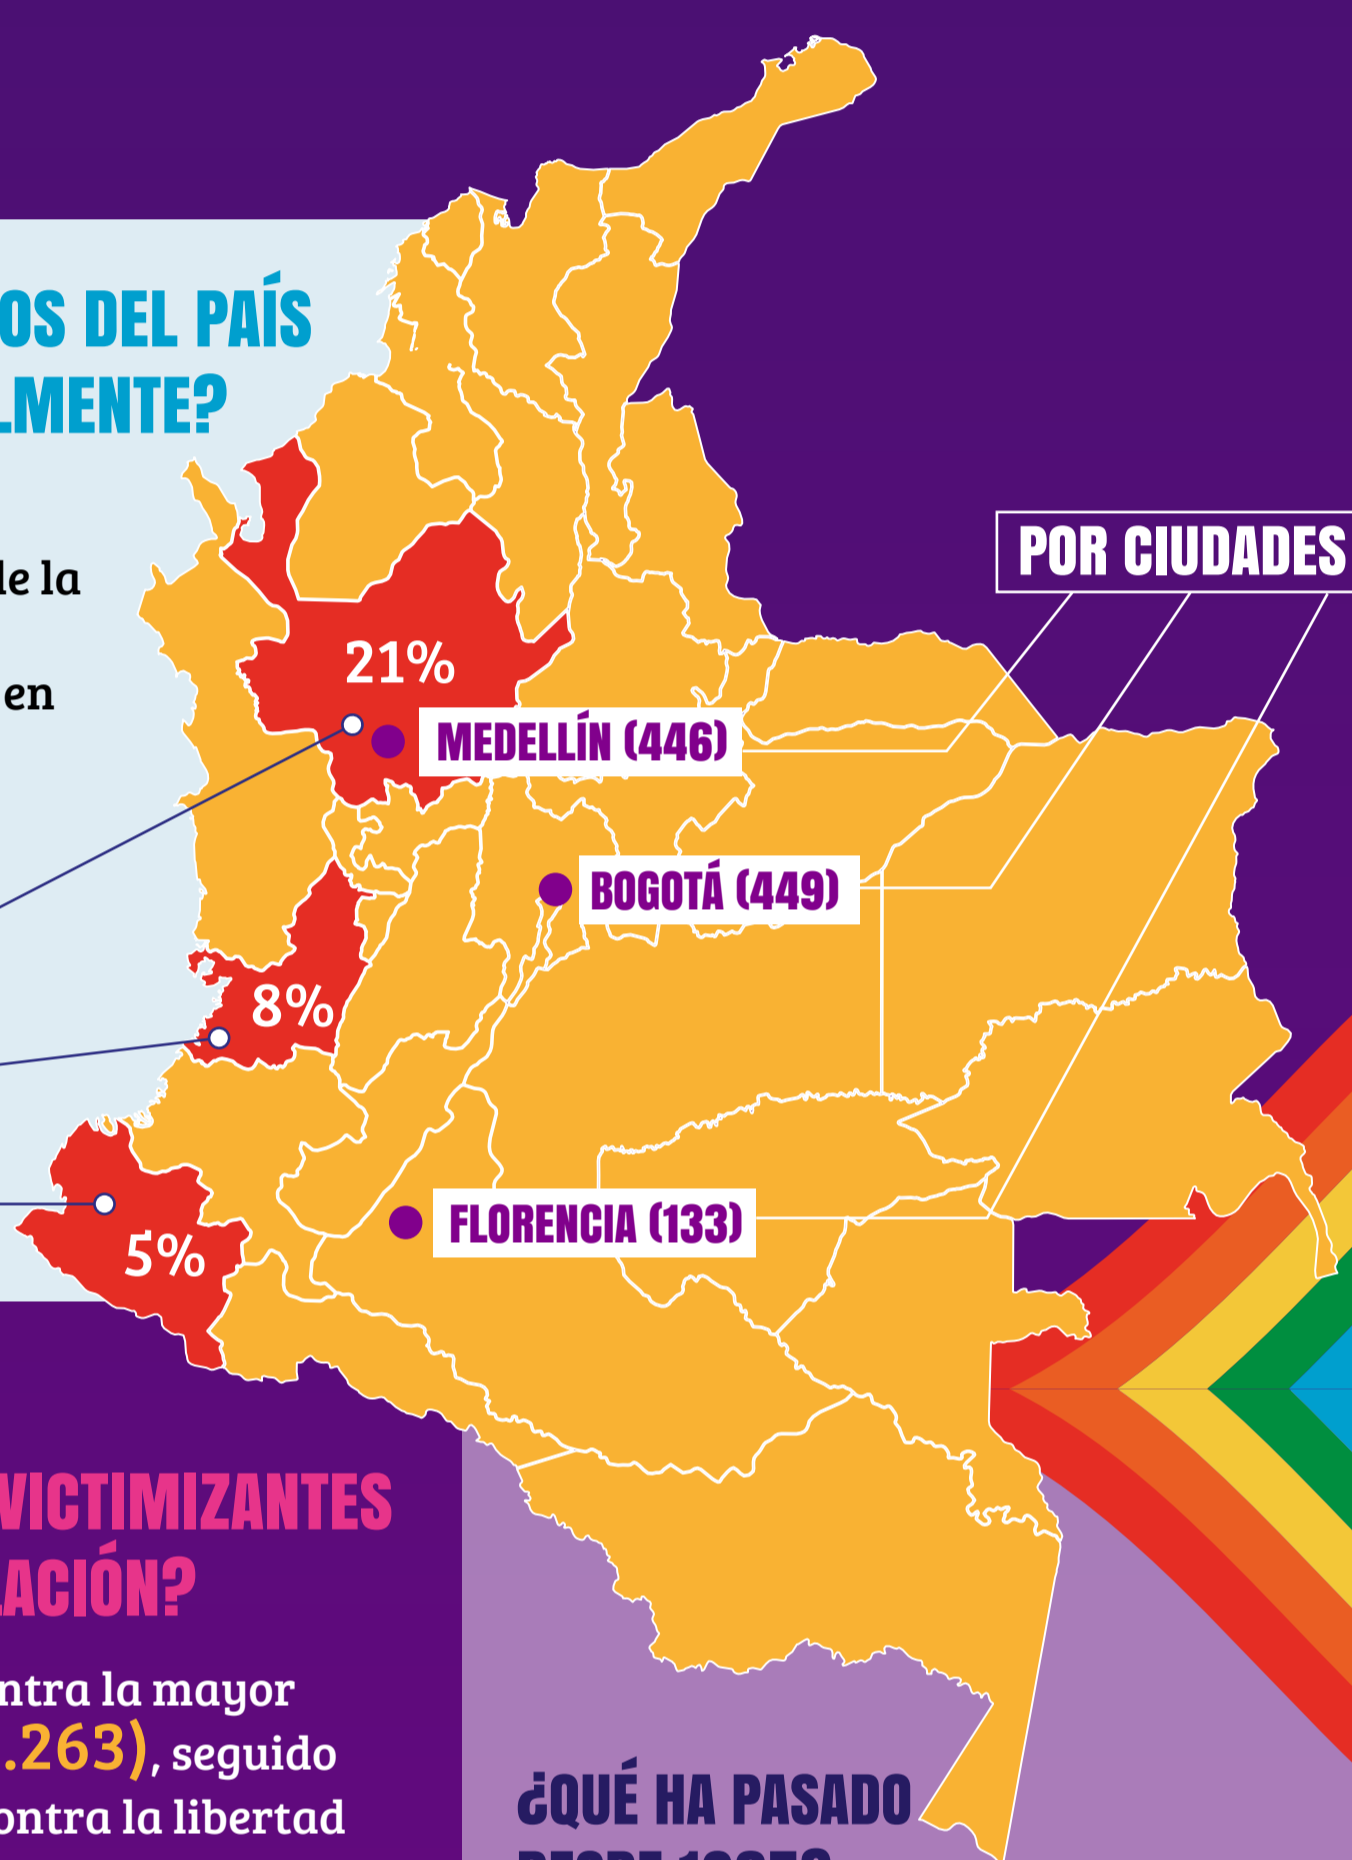 OS DEL PAÍS
LMENTE?
de la
en
POR CIUDADES
21%
MEDELLÍN (446)
BOGOTÁ (449)
8%
FLORENCIA (133)
5%
VICTIMIZANTES
LACIÓN?
ntra la mayor
.263), seguido
ontra la libertad
¿QUÉ HA PASADO